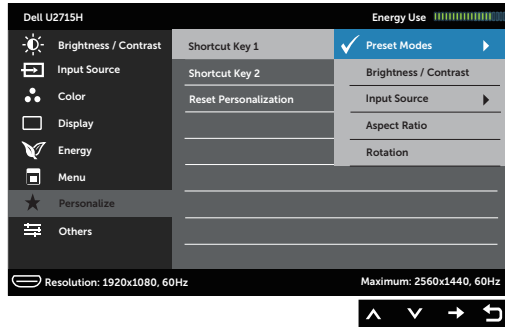 Dell U2715H
Energy Use
Brightness / Contrast
Input Source
Color
Display
Energy
Menu
Personalize
Others
Shortcut Key 1
Shortcut Key 2
Reset Personalization
Preset Modes
Brightness / Contrast
Input Source
Aspect Ratio
Rotation
Resolution: 1920x1080, 60Hz
Maximum: 2560x1440, 60Hz